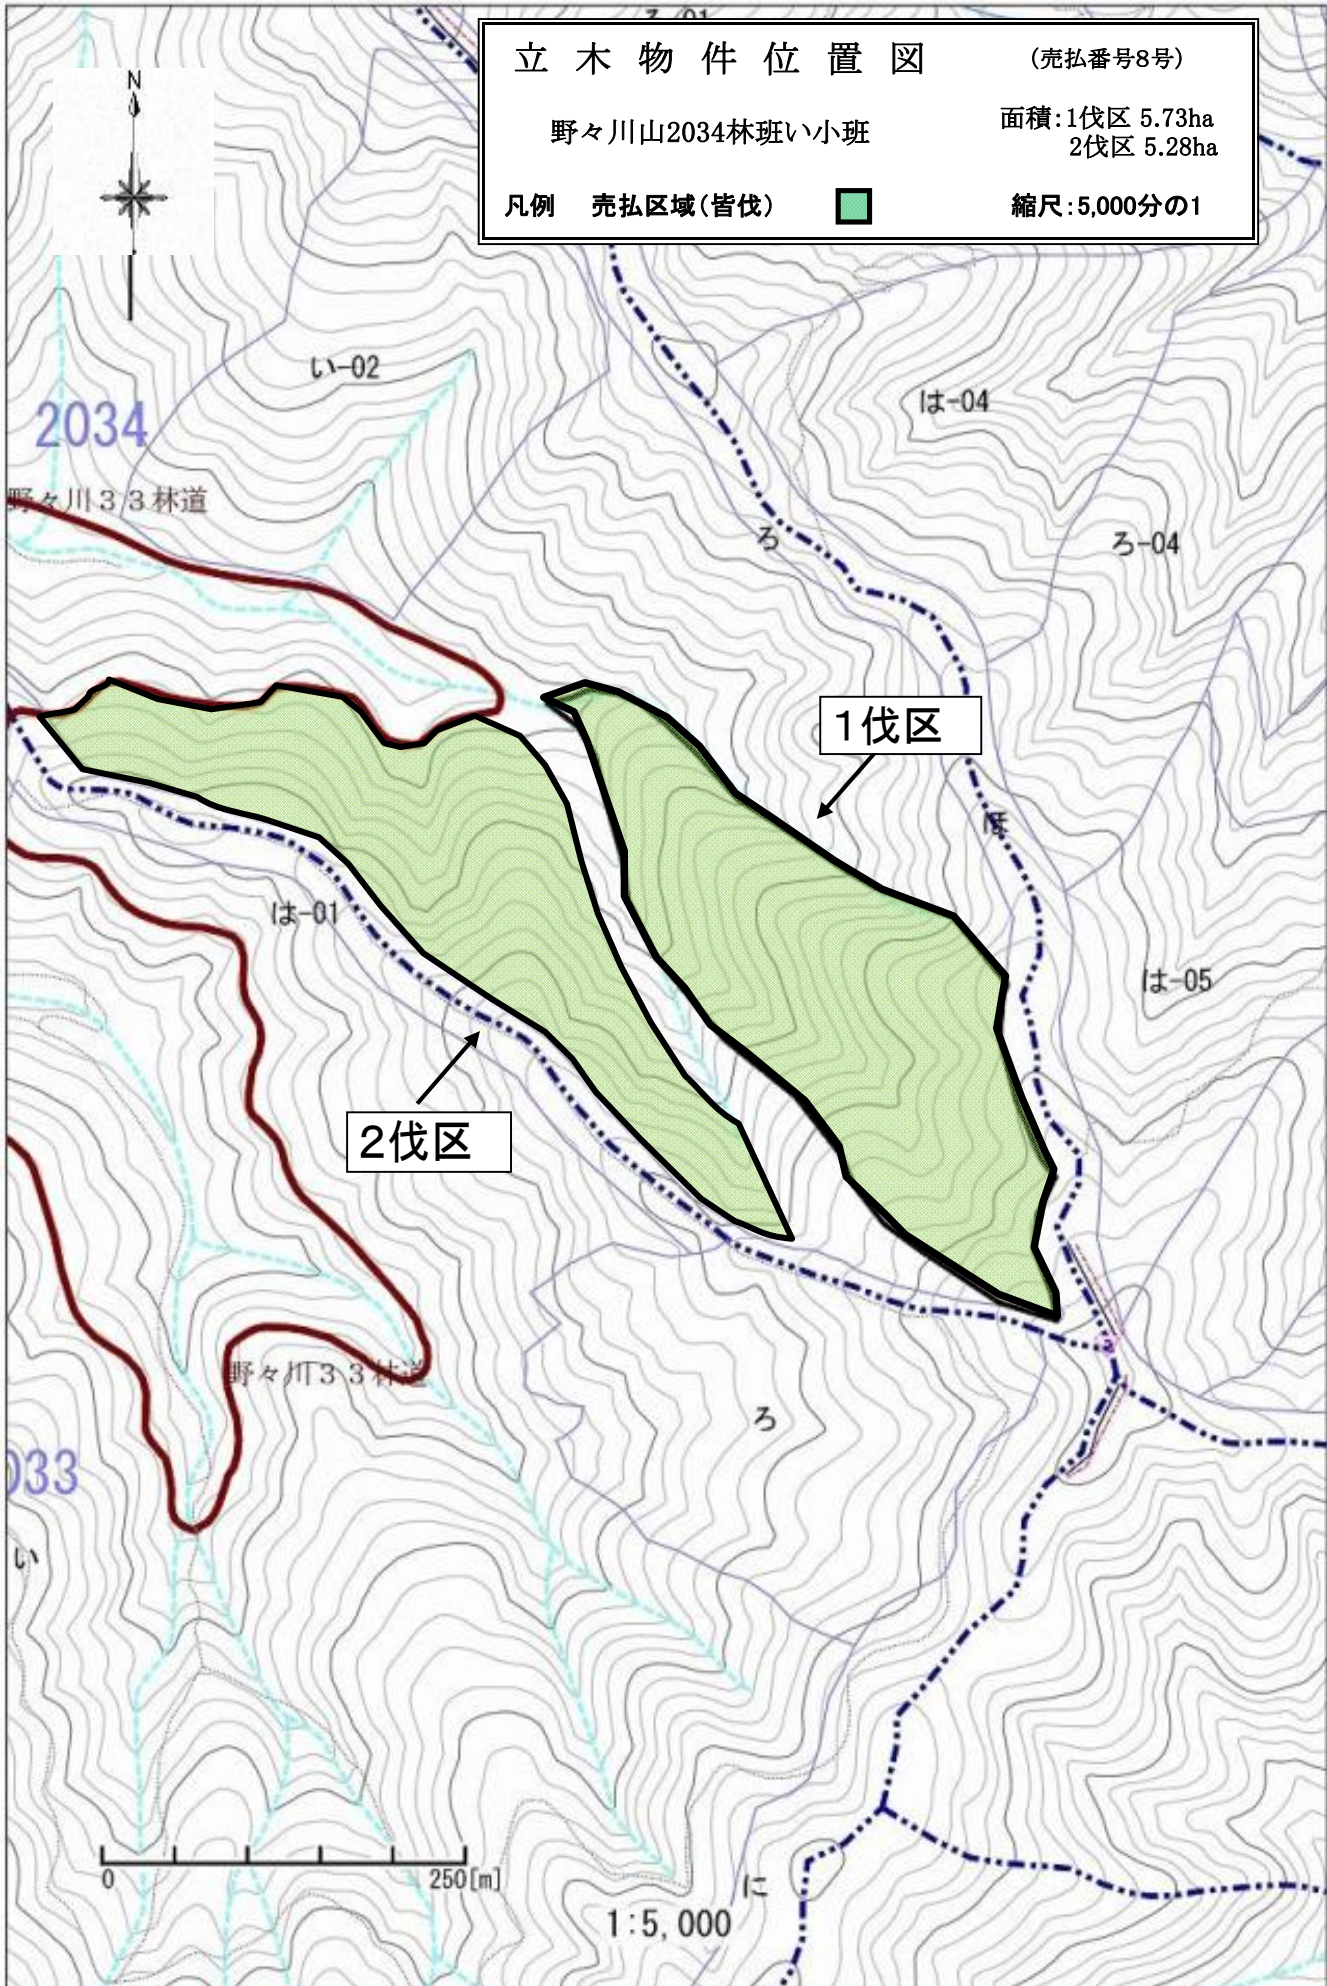 立木物件位置図 (売払番号8号)
野々川山2034林班い小班
面積:1伐区 5.73ha
2伐区 5.28ha
凡例 売払区域(皆伐) 縮尺:5,000分の1
N
い-02
は-04
2034
野々川33林道
ろ
ろ-04
1伐区
は-01
は-05
2伐区
野々川33林道
ろ
033
い
0 250[m]
に
1:5,000